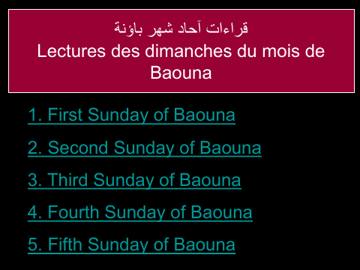 قراءات آحاد شهر باؤنة
Lectures des dimanches du mois de
Baouna
1. First Sunday of Baouna
2. Second Sunday of Baouna
3. Third Sunday of Baouna
4. Fourth Sunday of Baouna
5. Fifth Sunday of Baouna